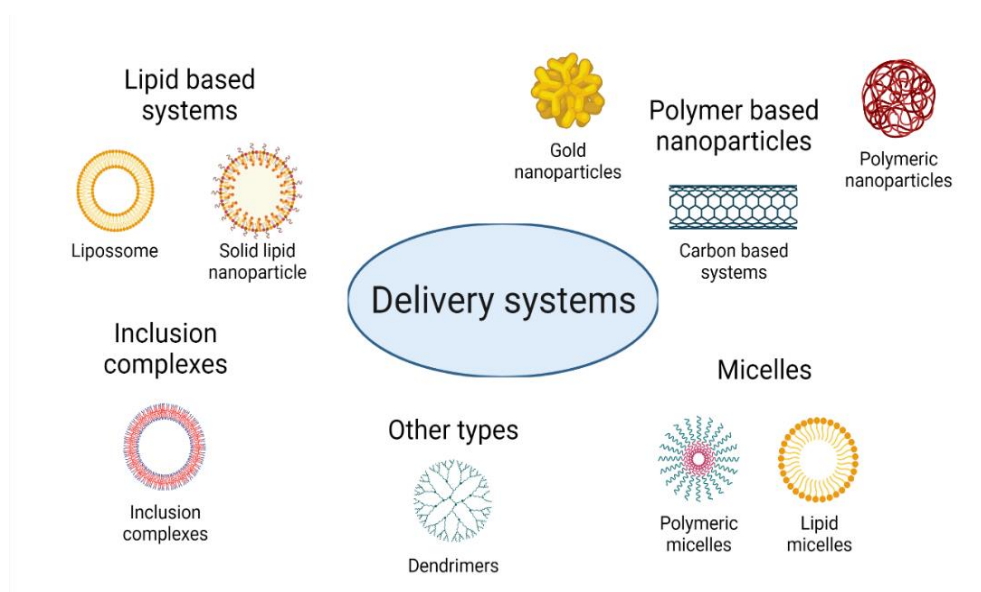 Lipid based
systems
Lipossome
Solid lipid
nanoparticle
Gold
nanoparticles
Polymer based
nanoparticles
Polymeric
nanoparticles
Carbon based
systems
Delivery systems
Inclusion
complexes
Inclusion
complexes
Other types
Dendrimers
Micelles
Polymeric
micelles
Lipid
micelles